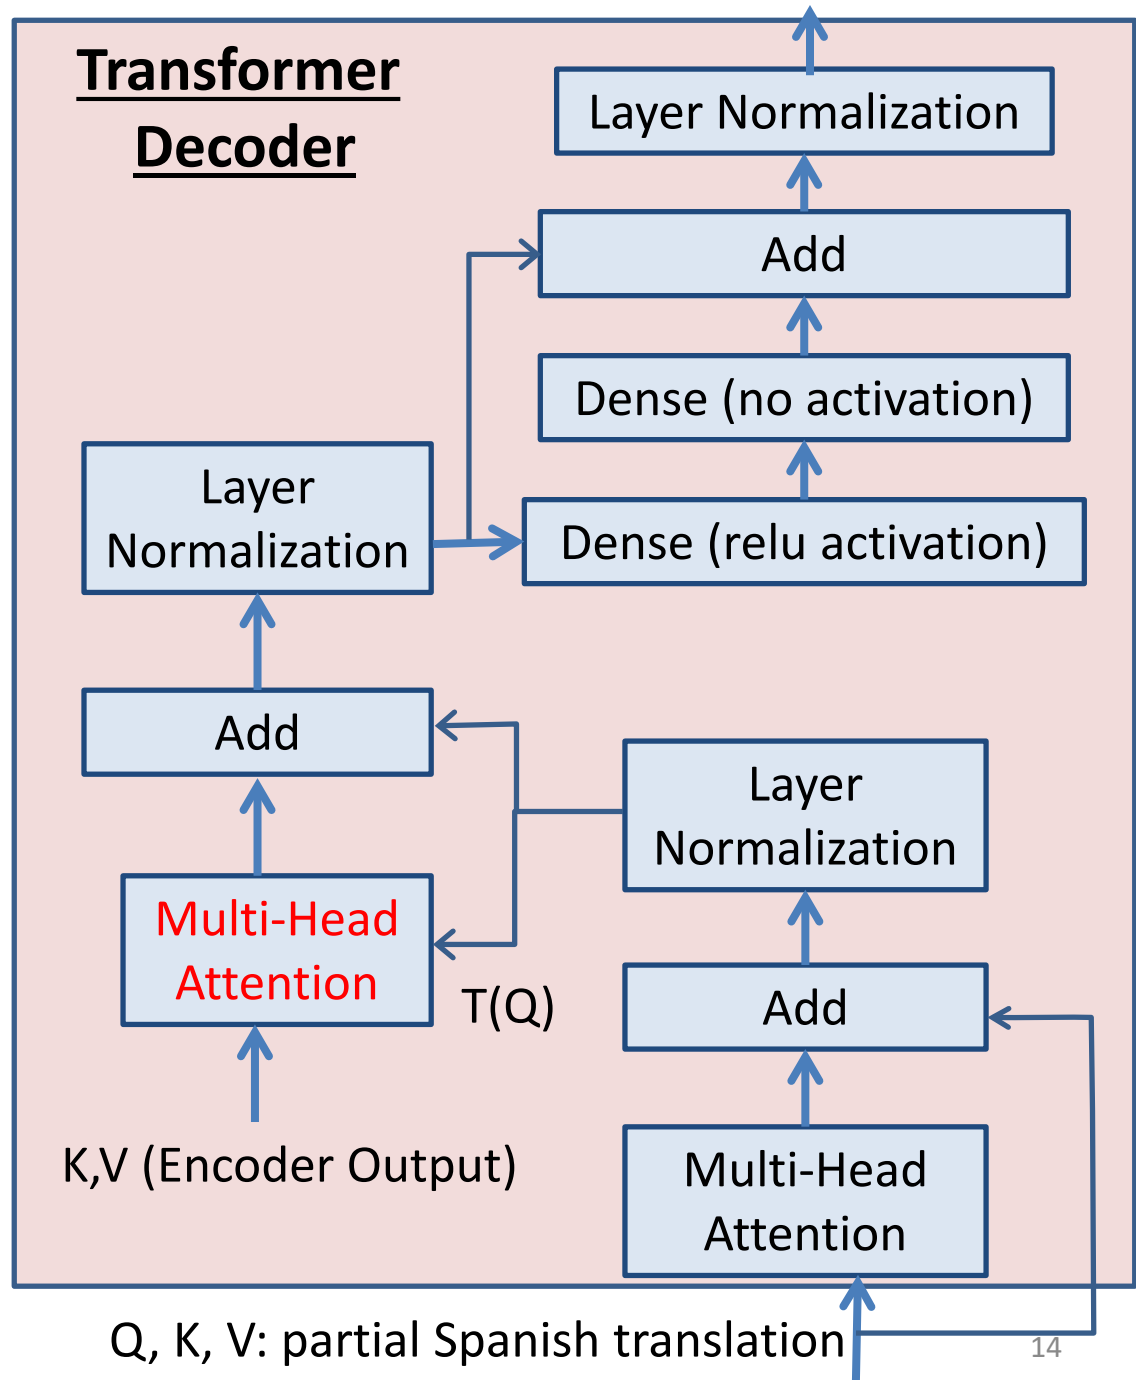 Transformer
Decoder
Layer Normalization
Add
Dense (no activation)
Layer
Normalization
Dense (relu activation)
Add
Layer
Normalization
Multi-Head
Attention
T(Q)
Add
K,V (Encoder Output)
Multi-Head
Attention
Q, K, V: partial Spanish translation
14